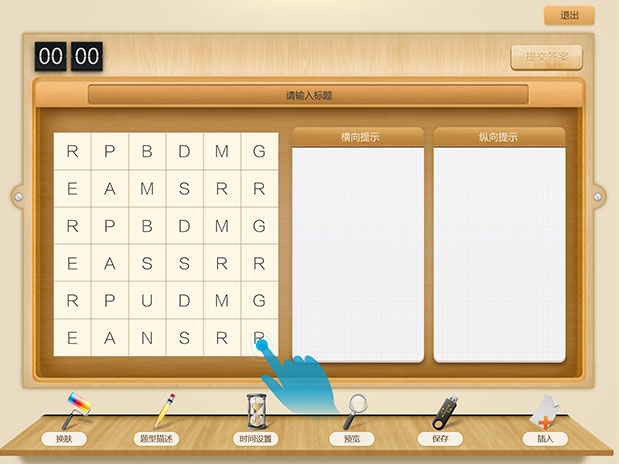 退出
00 00
提交答案
请输入标题
横向提示
纵向提示
R P B D M G
E A M S R R
R P B D M G
E A S S R R
R P U D M G
E A N S R R
换肤
题型描述
时间设置
预览
保存
插入